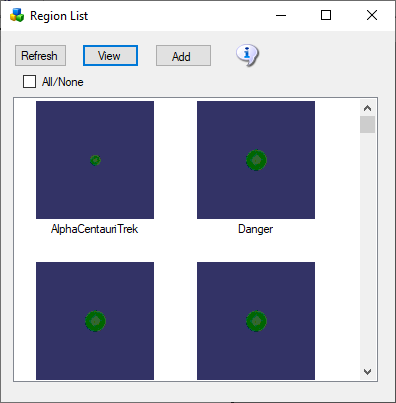 Region List
Refresh View Add
All/None
AlphaCentauriTrek Danger